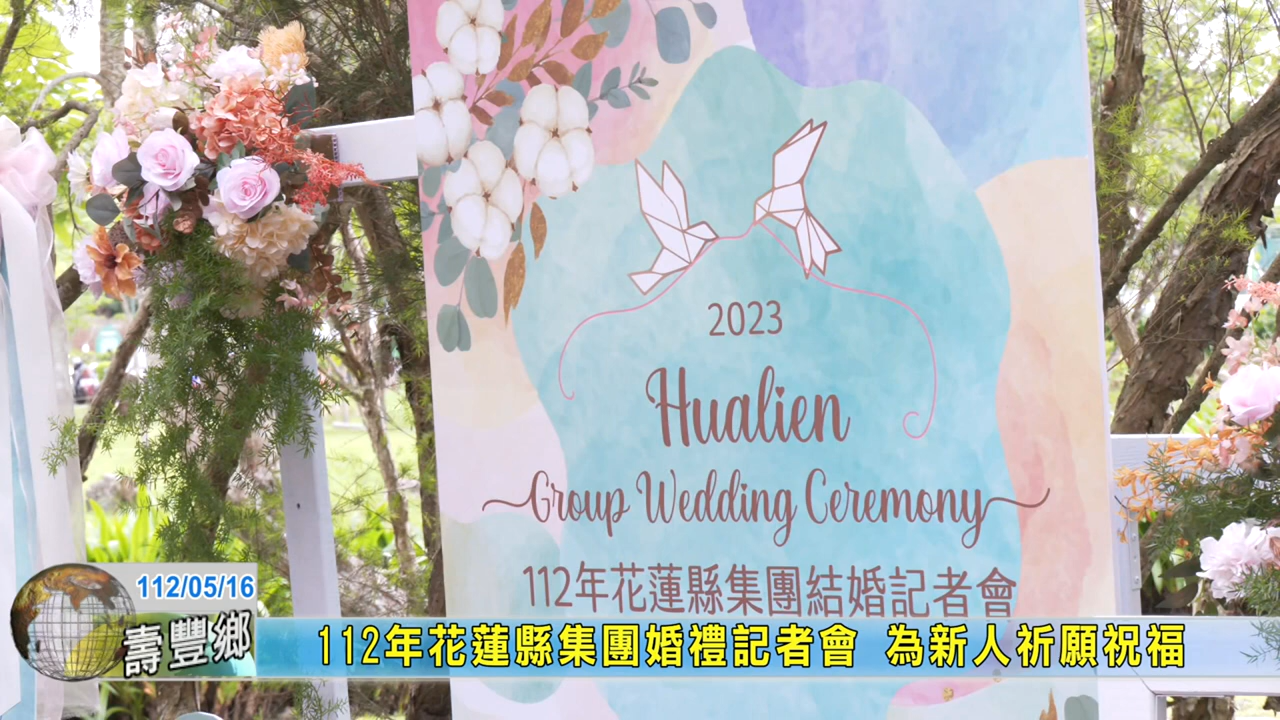 2023
Hualien
Group Wedding Ceremony
112年花蓮縣集團結婚記者會
112/05/16
壽豐鄉
112年花蓮縣集團婚禮記者會 為新人祈願祝福